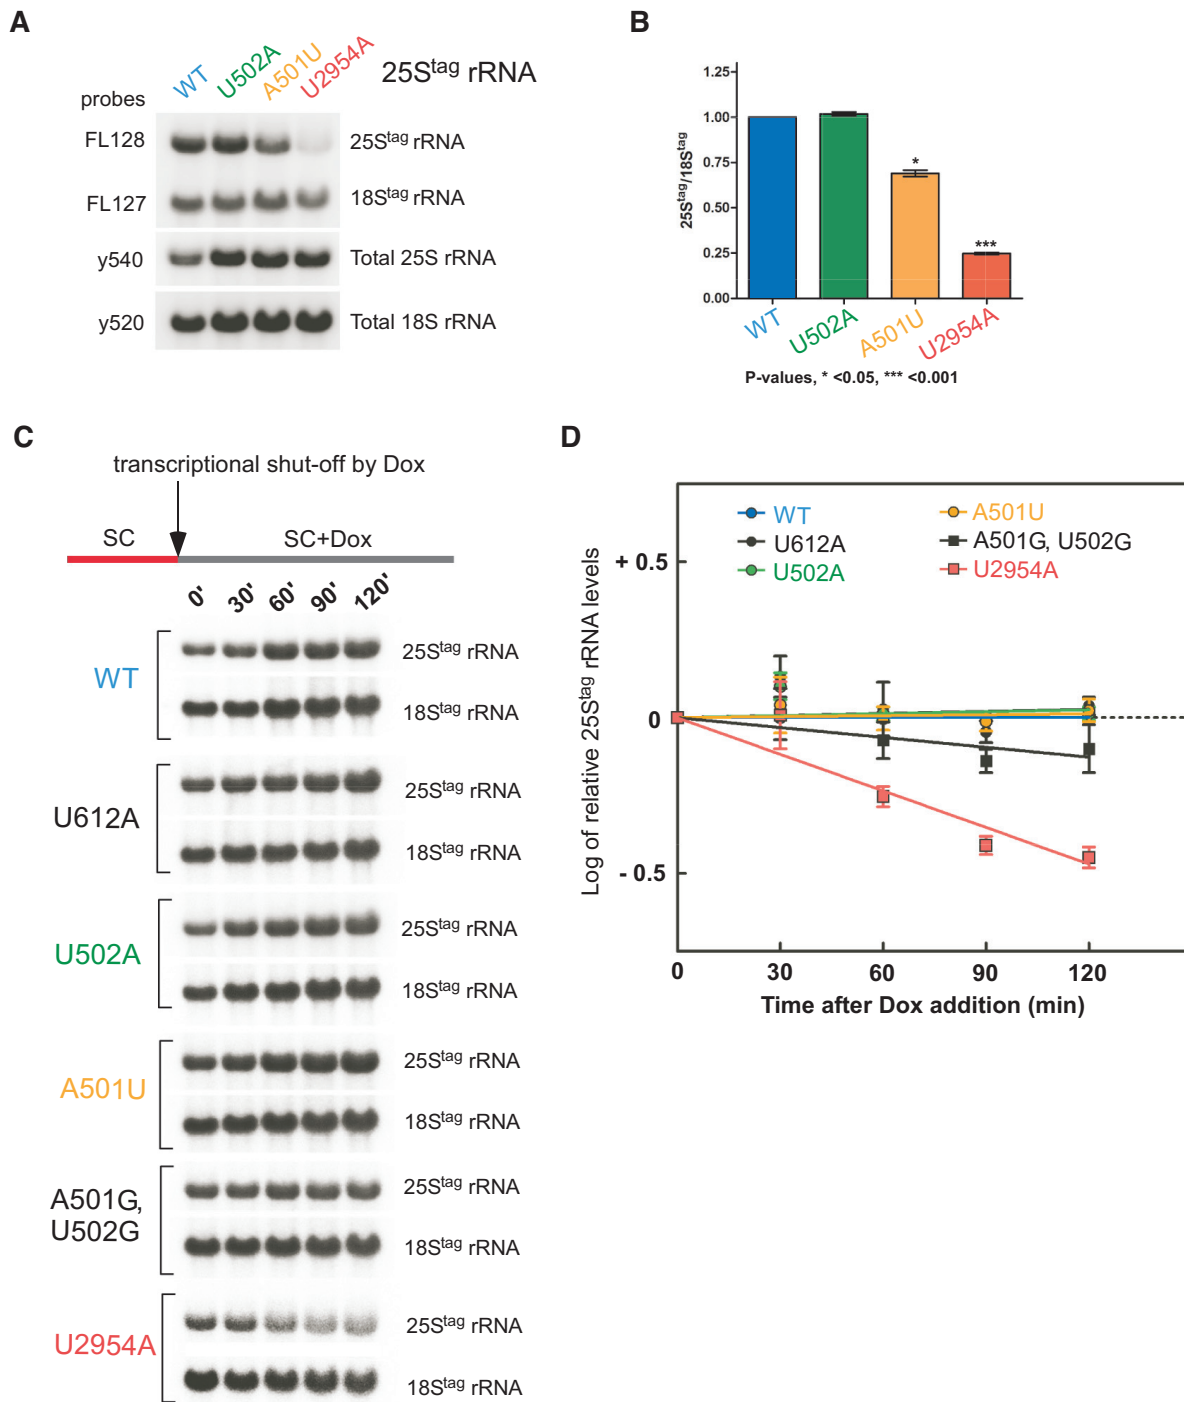 A
WT U502A A501U U2954A 25Stag rRNA
probes
FL128 25Stag rRNA
FL127 18Stag rRNA
y540 Total 25S rRNA
y520 Total 18S rRNA
B
25Stag/18Stag
1.25
1.00
0.75
0.50
0.25
0.00
*
***
WT U502A A501U U2954A
P-values, * <0.05, *** <0.001
C
transcriptional shut-off by Dox
SC SC+Dox
0' 30' 60' 90' 120'
WT
25Stag rRNA
18Stag rRNA
U612A
25Stag rRNA
18Stag rRNA
U502A
25Stag rRNA
18Stag rRNA
A501U
25Stag rRNA
18Stag rRNA
A501G,
U502G
25Stag rRNA
18Stag rRNA
U2954A
25Stag rRNA
18Stag rRNA
D
Log of relative 25Stag rRNA levels
+ 0.5
0
- 0.5
WT A501U
U612A A501G, U502G
U502A U2954A
0 30 60 90 120
Time after Dox addition (min)